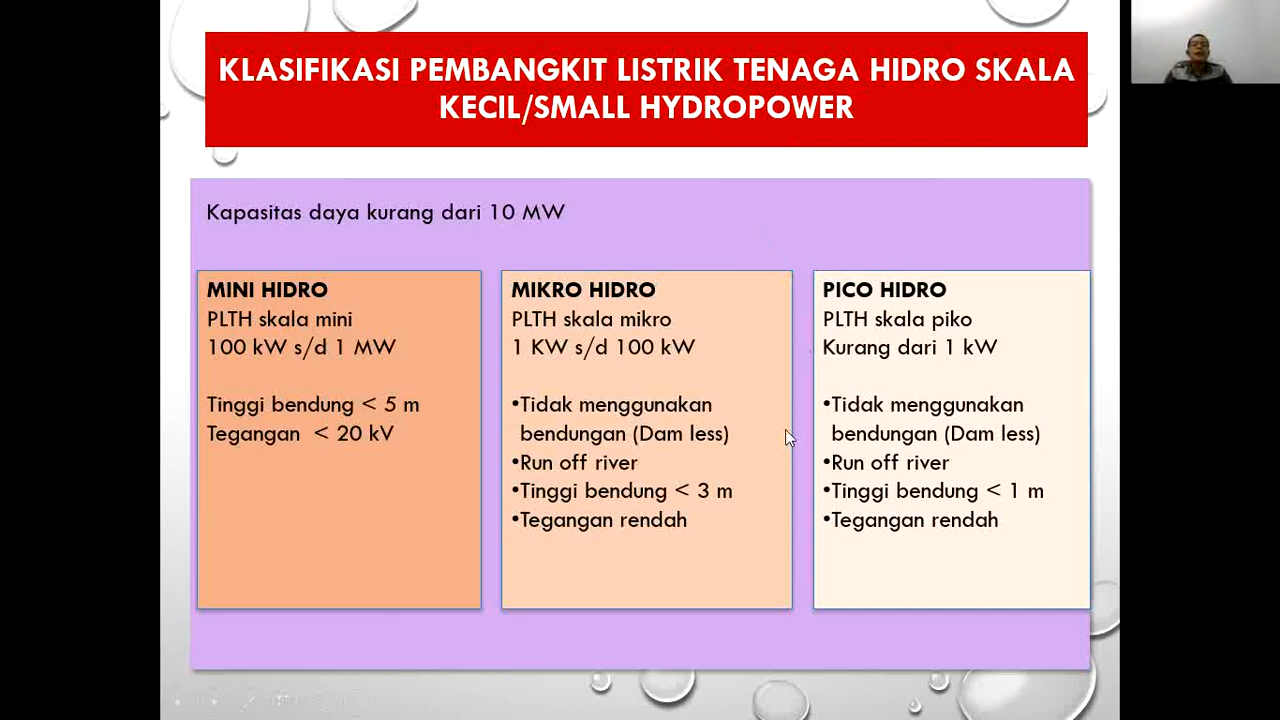 KLASIFIKASI PEMBANGKIT LISTRIK TENAGA HIDRO SKALA
KECIL/SMALL HYDROPOWER
Kapasitas daya kurang dari 10 MW
MINI HIDRO
PLTH skala mini
100 kW s/d 1 MW
Tinggi bendung < 5 m
Tegangan < 20 kV
MIKRO HIDRO
PLTH skala mikro
1 KW s/d 100 kW
•Tidak menggunakan
bendungan (Dam less)
•Run off river
•Tinggi bendung < 3 m
•Tegangan rendah
PICO HIDRO
PLTH skala piko
Kurang dari 1 kW
•Tidak menggunakan
bendungan (Dam less)
•Run off river
•Tinggi bendung < 1 m
•Tegangan rendah